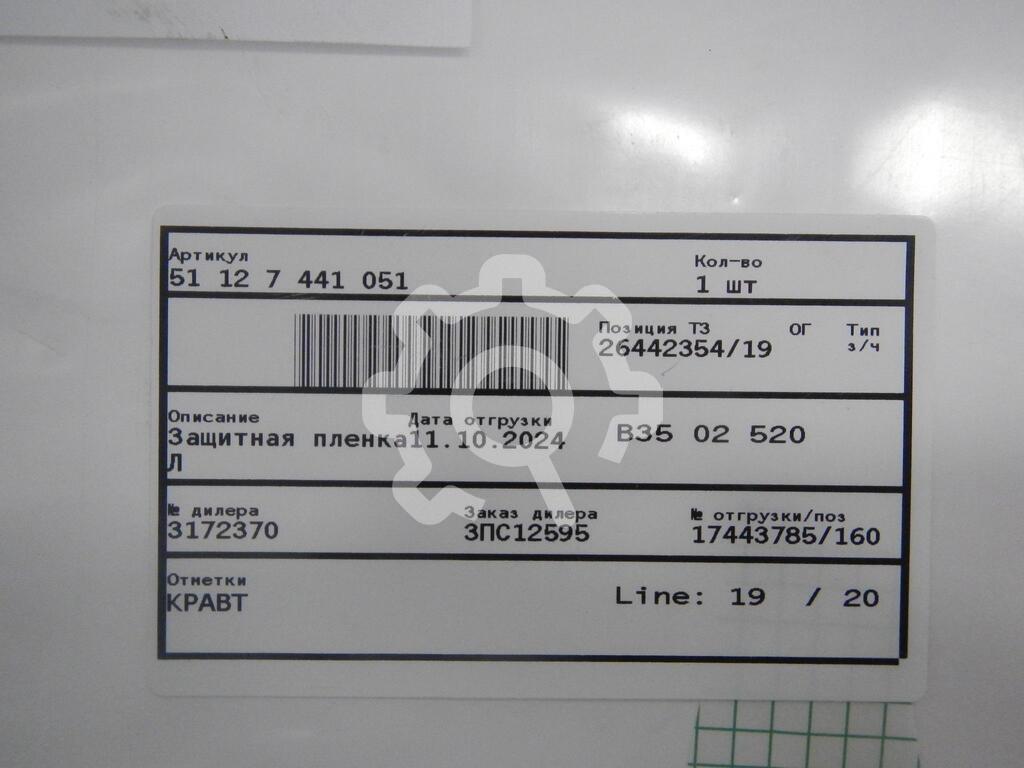 Артикул Кол-во
51 12 7 441 051 1 шт
Позиция ТЗ ОГ Тип
26442354/19 з/ч
Описание Дата отгрузки
Защитная пленка 11.10.2024 B35 02 520
Л
№ дилера Заказ дилера № отгрузки/поз
3172370 ЗПС12595 17443785/160
Отметки
КРАВТ Line: 19 / 20